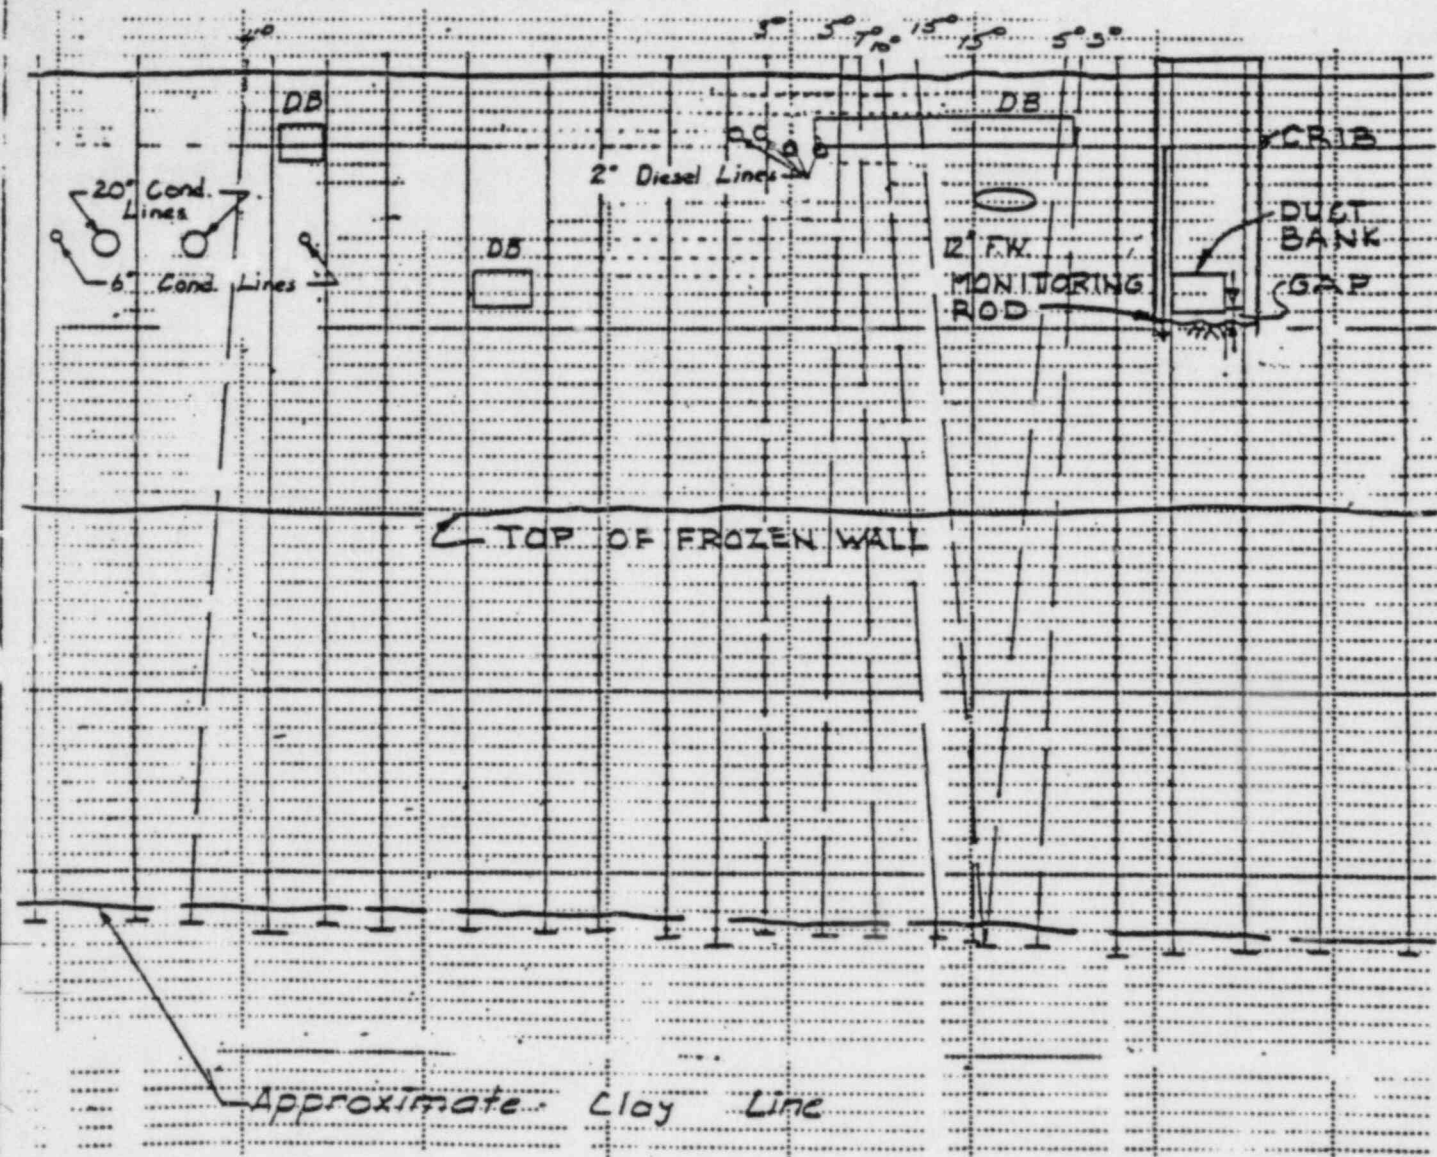 4° 3° 5° 7° 10° 15° 15° 5° 3°
DB
DB
CRIB
2" Diesel Lines
20" Cond.
Lines
DUCT
BANK
DB
12" F.W.
6" Cond. Lines
MONITORING
ROD
GAP
TOP OF FROZEN WALL
Approximate Clay Line